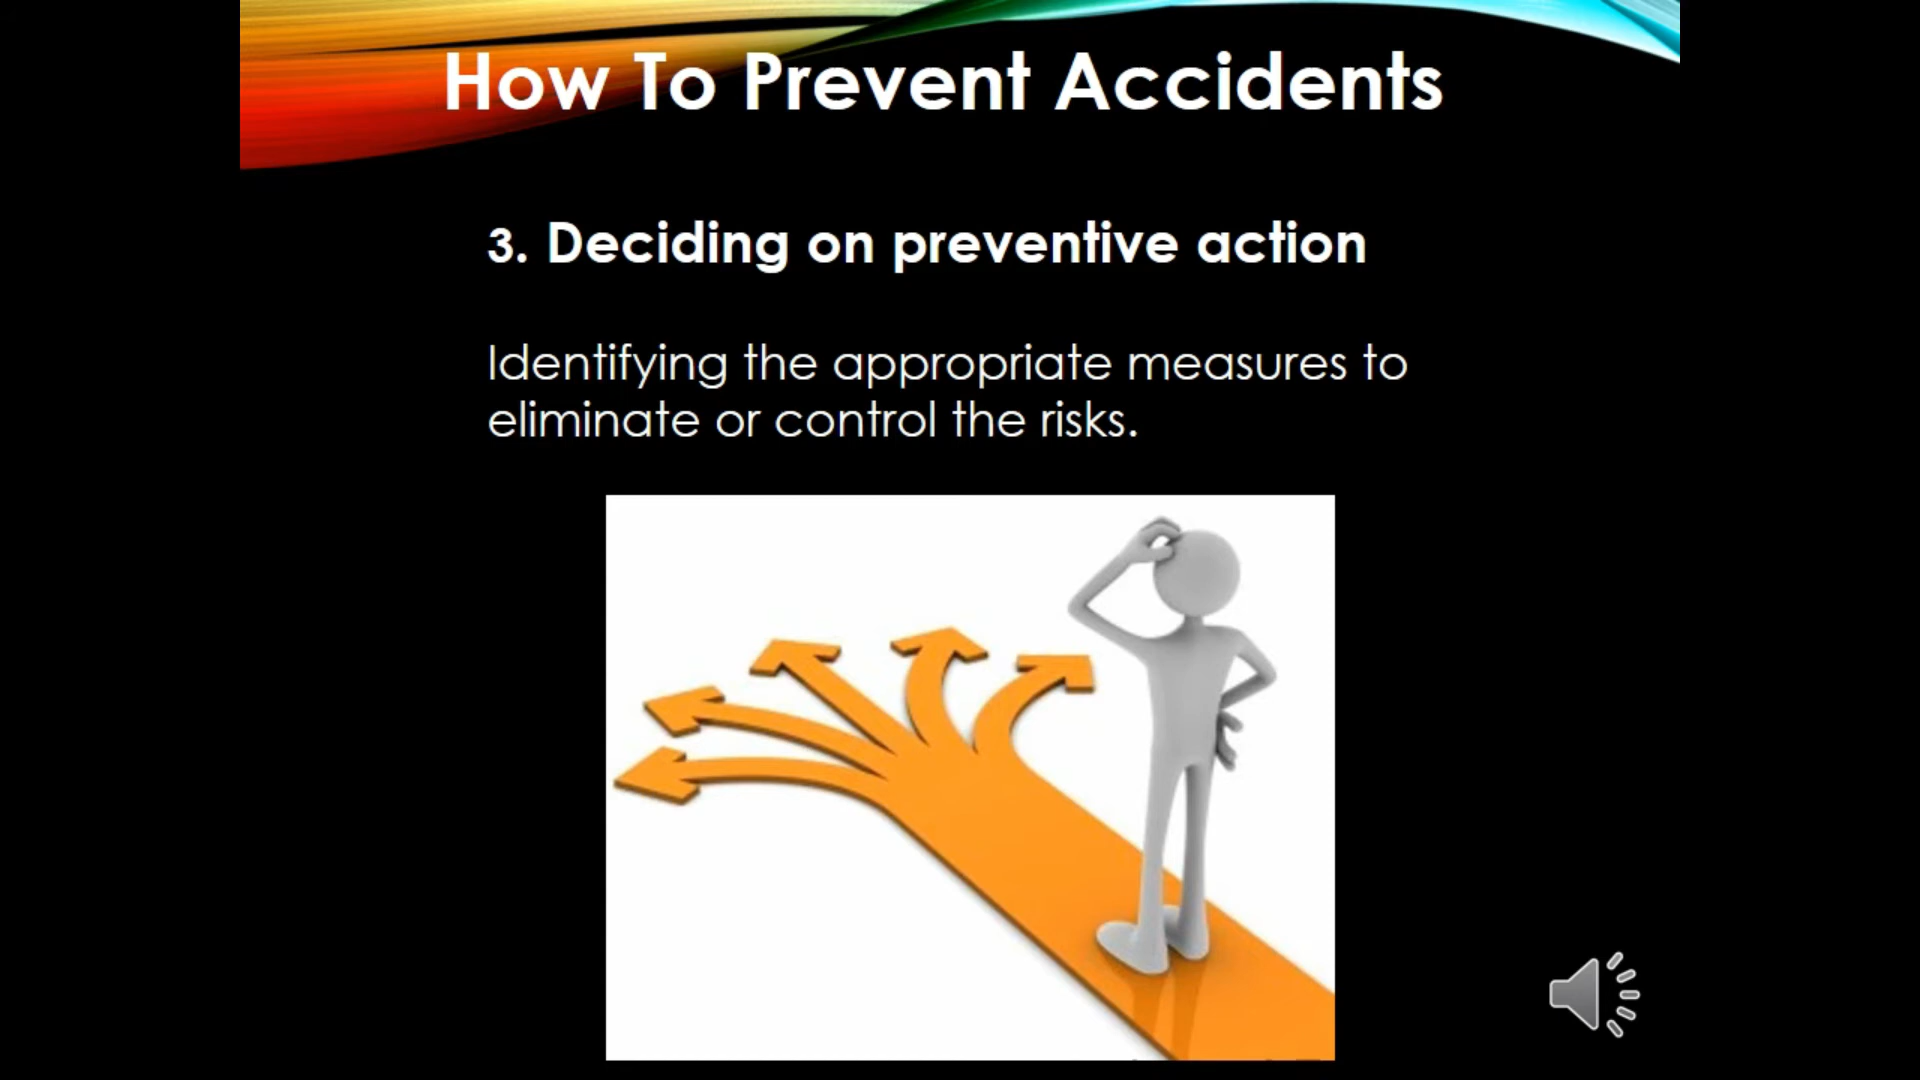 How To Prevent Accidents
3. Deciding on preventive action
Identifying the appropriate measures to
eliminate or control the risks.